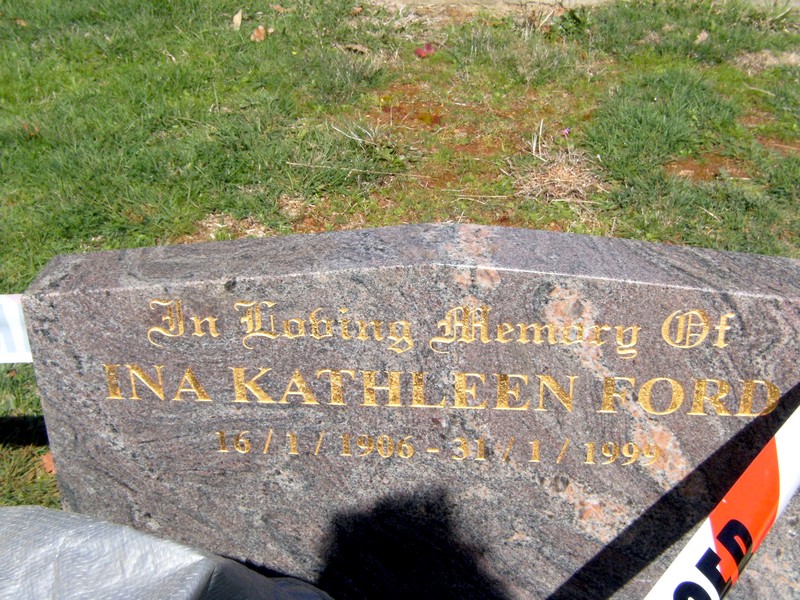 In Loving Memory Of
INA KATHLEEN FORD
16 / 1 / 1906 - 31 / 1 / 1999